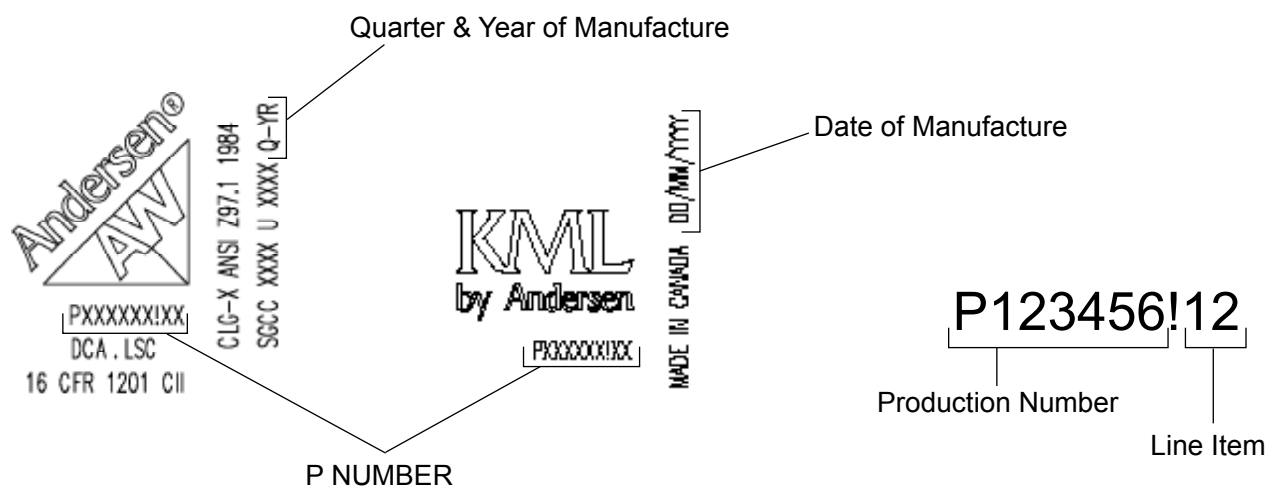 Quarter & Year of Manufacture
Andersen®
AW
PXXXXXX!XX
DCA.LSC
16 CFR 1201 CII
CLG-X ANSI Z97.1 1984
SGCC XXXX U XXXX Q-YR
KML
by Andersen
PXXXXXX!XX
MADE IN CANADA DD/MM/YYYY
Date of Manufacture
P NUMBER
P123456!12
Production Number
Line Item